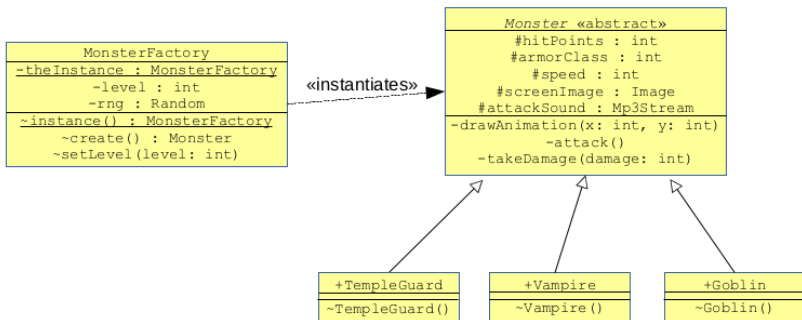 MonsterFactory
-theInstance : MonsterFactory
-level : int
-rng : Random
~instance() : MonsterFactory
~create() : Monster
~setLevel(level: int)
«instantiates»
Monster «abstract»
#hitPoints : int
#armorClass : int
#speed : int
#screenImage : Image
#attackSound : Mp3Stream
-drawAnimation(x: int, y: int)
-attack()
-takeDamage(damage: int)
+TempleGuard
~TempleGuard()
+Vampire
~Vampire()
+Goblin
~Goblin()